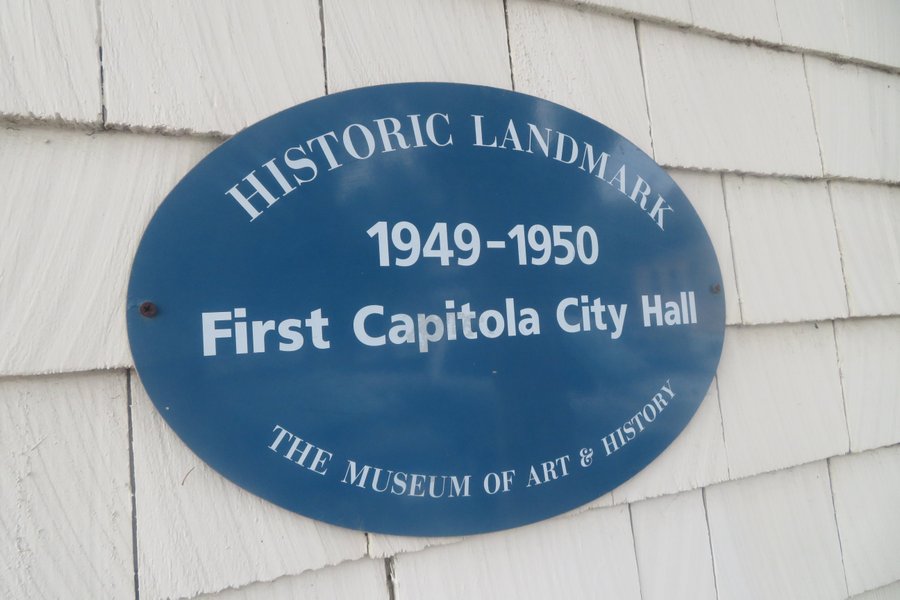 HISTORIC LANDMARK
1949-1950
First Capitola City Hall
THE MUSEUM OF ART & HISTORY